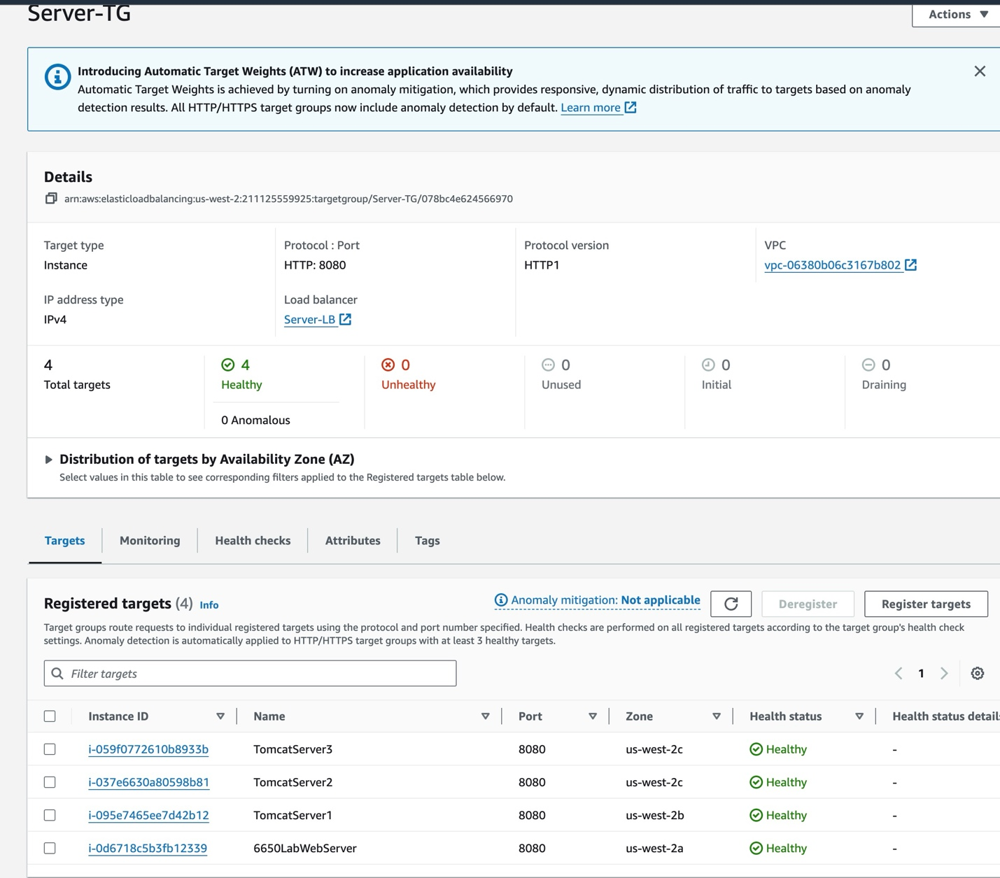 Server-TG
Actions
Introducing Automatic Target Weights (ATW) to increase application availability
Automatic Target Weights is achieved by turning on anomaly mitigation, which provides responsive, dynamic distribution of traffic to targets based on anomaly
detection results. All HTTP/HTTPS target groups now include anomaly detection by default. Learn more
Details
arn:aws:elasticloadbalancing:us-west-2:211125559925:targetgroup/Server-TG/078bc4e624566970
Target type
Instance
Protocol : Port
HTTP: 8080
Protocol version
HTTP1
VPC
vpc-06380b06c3167b802
IP address type
IPv4
Load balancer
Server-LB
4
Total targets
4
Healthy
0 Anomalous
0
Unhealthy
0
Unused
0
Initial
0
Draining
Distribution of targets by Availability Zone (AZ)
Select values in this table to see corresponding filters applied to the Registered targets table below.
Targets Monitoring Health checks Attributes Tags
Registered targets (4) Info
Anomaly mitigation: Not applicable
Deregister
Register targets
Target groups route requests to individual registered targets using the protocol and port number specified. Health checks are performed on all registered targets according to the target group's health check
settings. Anomaly detection is automatically applied to HTTP/HTTPS target groups with at least 3 healthy targets.
Filter targets
1
Instance ID Name Port Zone Health status Health status details
i-059f0772610b8933b TomcatServer3 8080 us-west-2c Healthy -
i-037e6630a80598b81 TomcatServer2 8080 us-west-2c Healthy -
i-095e7465ee7d42b12 TomcatServer1 8080 us-west-2b Healthy -
i-0d6718c5b3fb12339 6650LabWebServer 8080 us-west-2a Healthy -